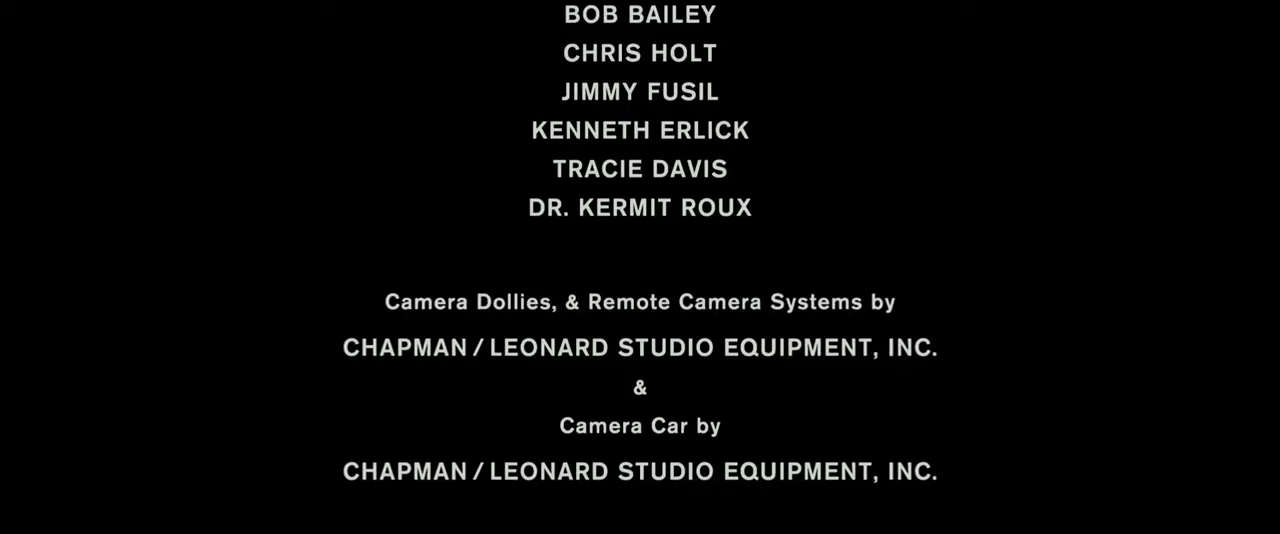 BOB BAILEY
CHRIS HOLT
JIMMY FUSIL
KENNETH ERLICK
TRACIE DAVIS
DR. KERMIT ROUX
Camera Dollies, & Remote Camera Systems by
CHAPMAN / LEONARD STUDIO EQUIPMENT, INC.
&
Camera Car by
CHAPMAN / LEONARD STUDIO EQUIPMENT, INC.